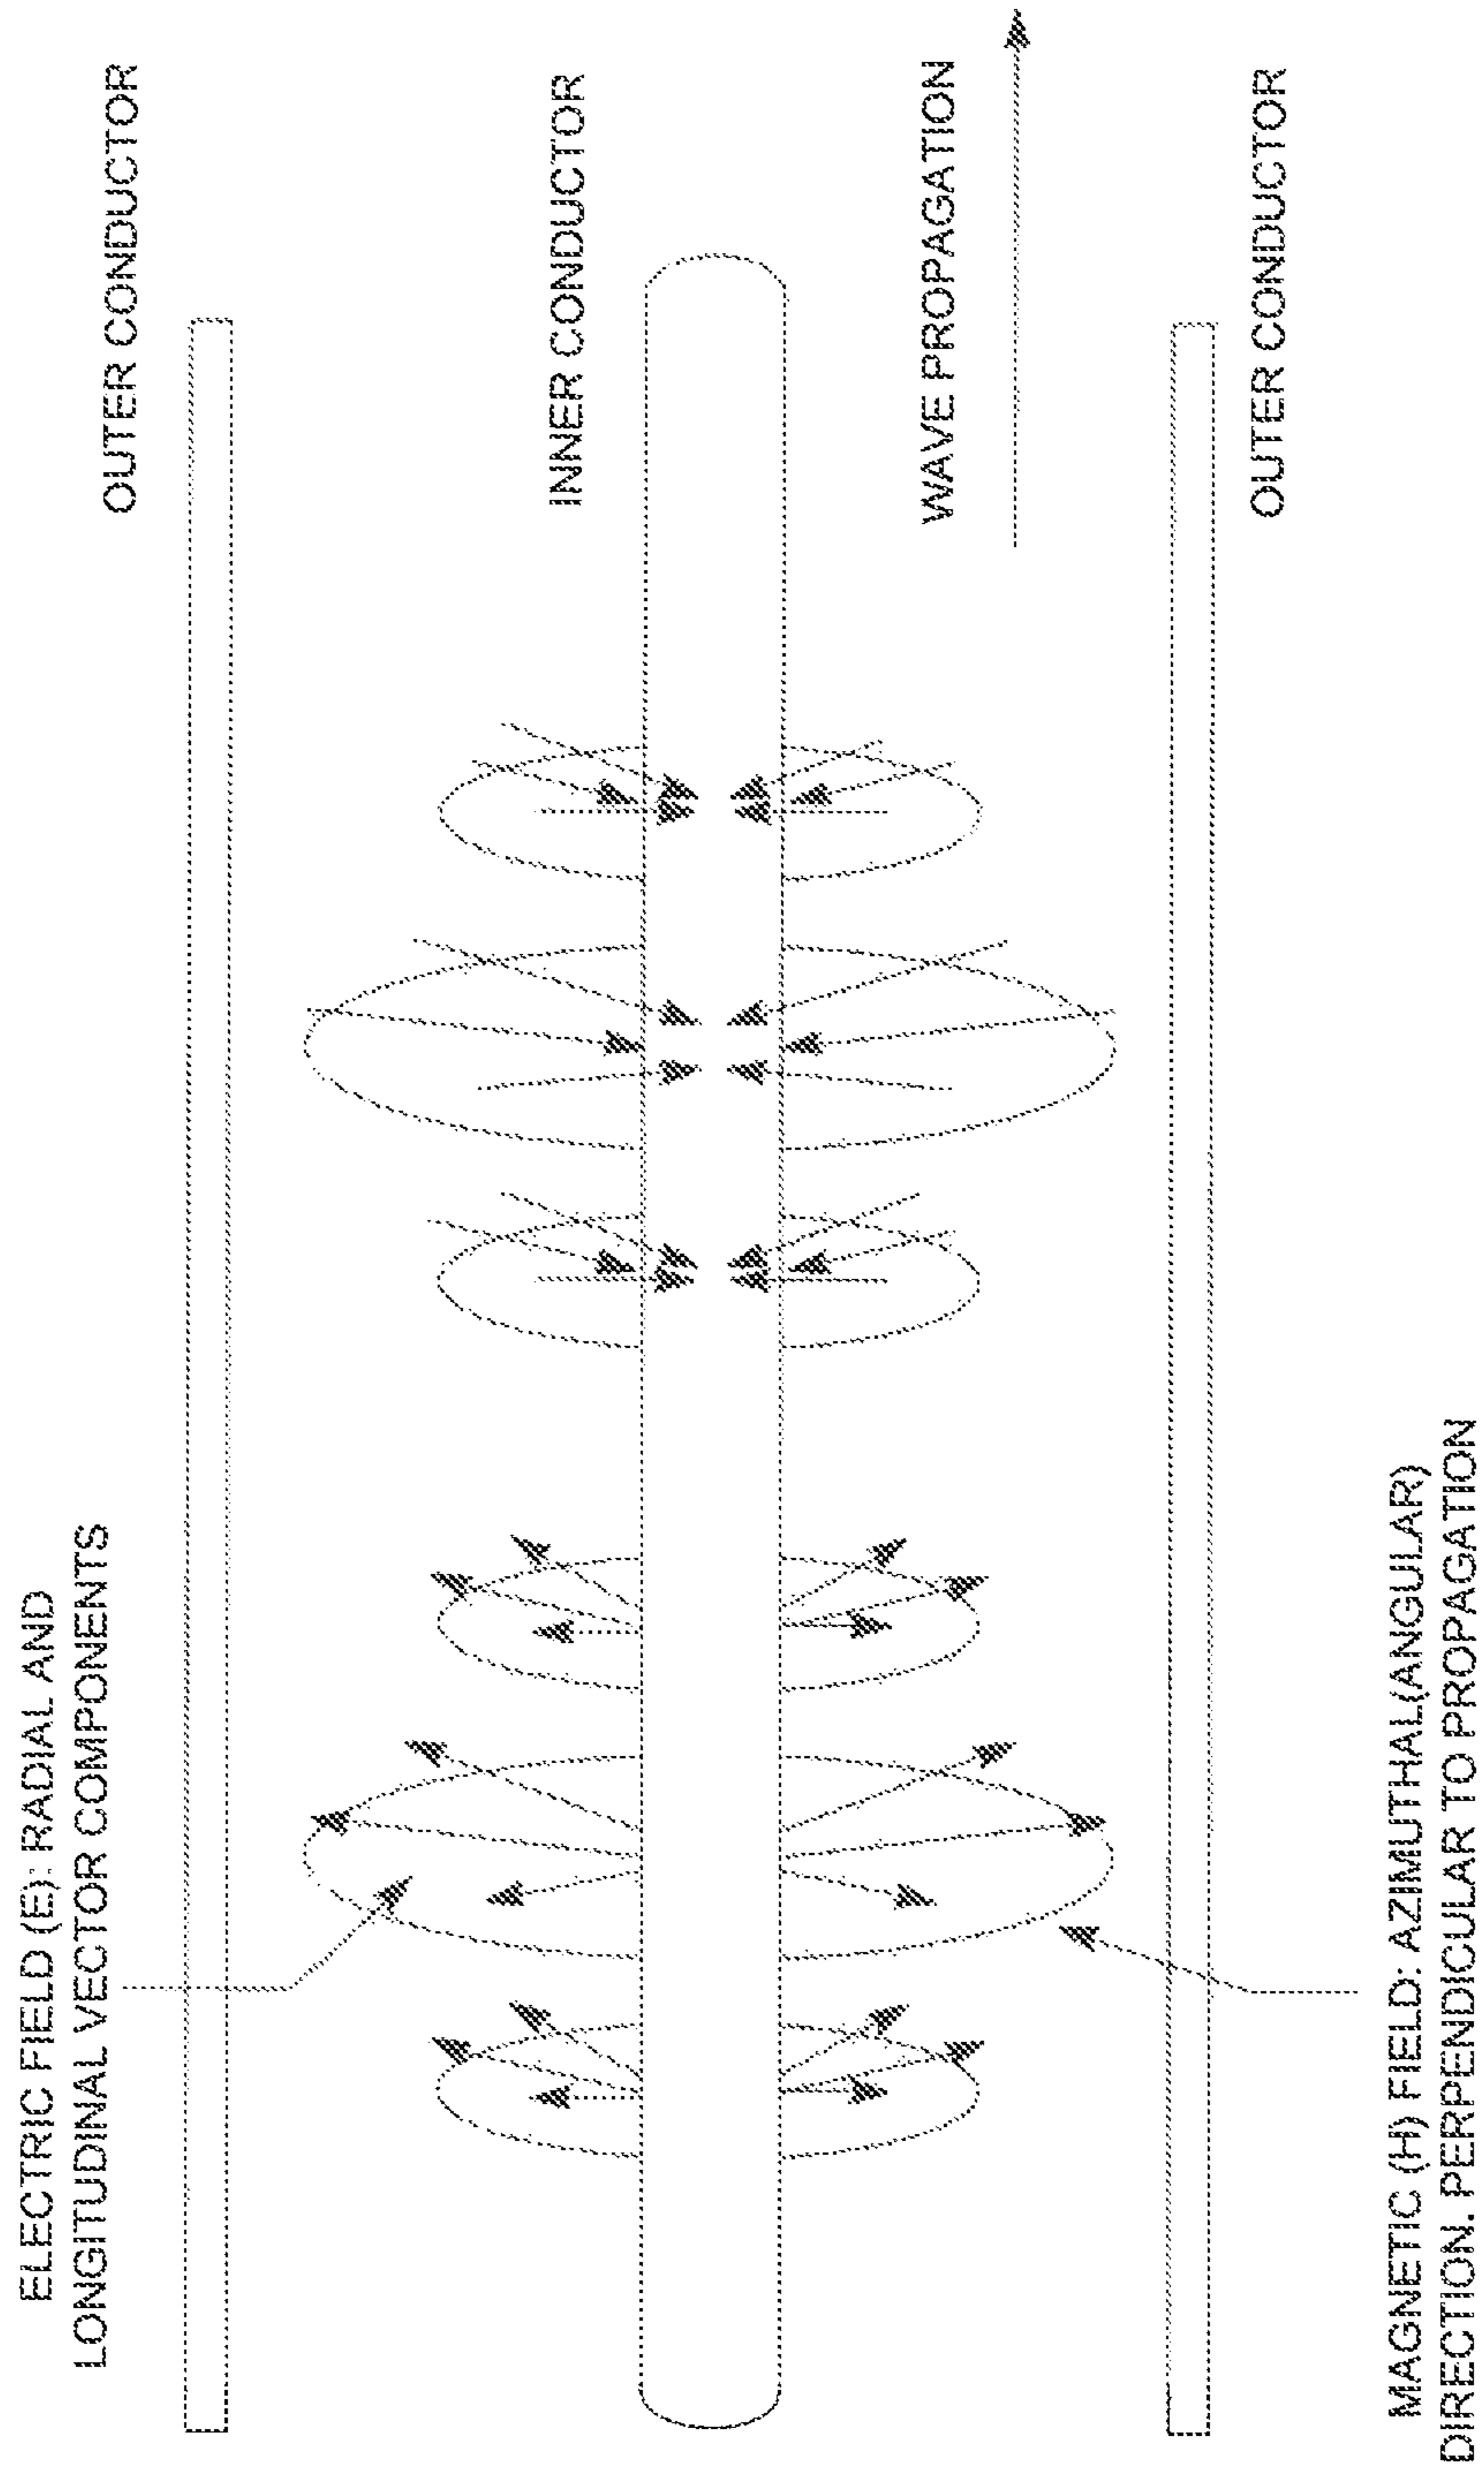 ELECTRIC FIELD (E): RADIAL AND
LONGITUDINAL VECTOR COMPONENTS
OUTER CONDUCTOR
INNER CONDUCTOR
WAVE PROPAGATION
OUTER CONDUCTOR
MAGNETIC (H) FIELD: AZIMUTHAL(ANGULAR)
DIRECTION. PERPENDICULAR TO PROPAGATION